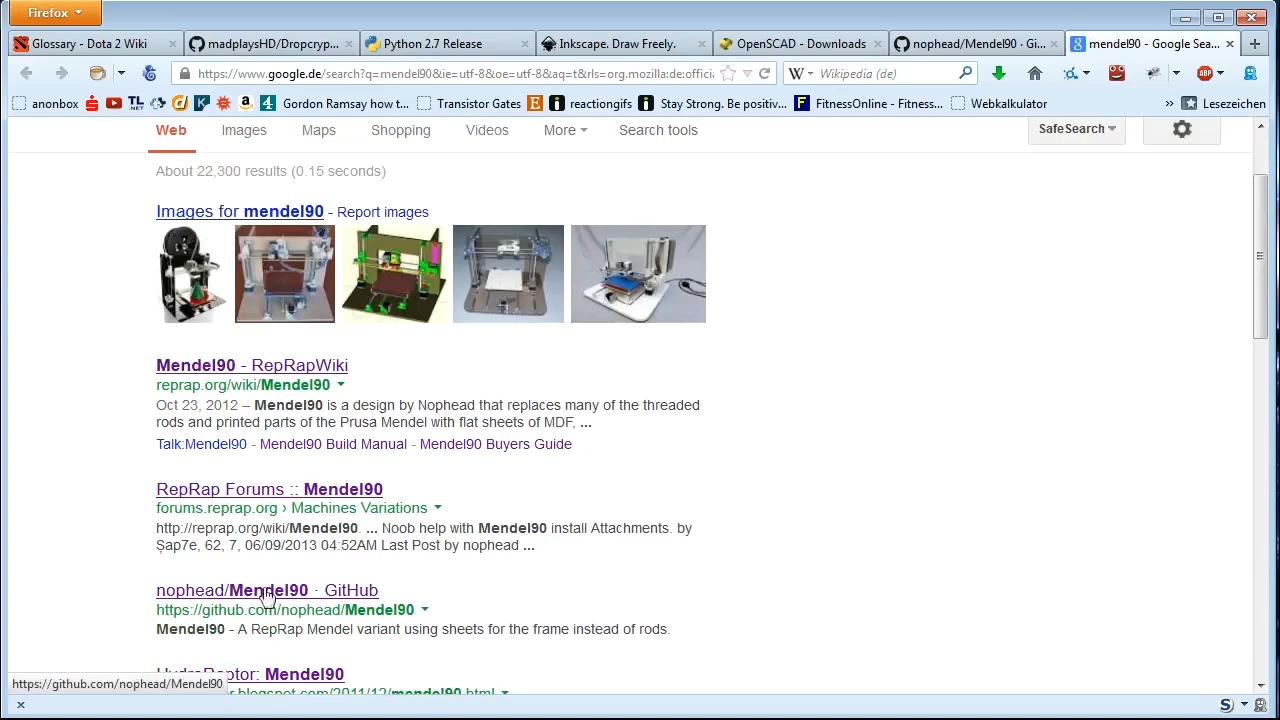 Firefox
Glossary - Dota 2 Wiki
madplaysHD/Dropcryp...
Python 2.7 Release
Inkscape. Draw Freely.
OpenSCAD - Downloads
nophead/Mendel90 · Gi...
mendel90 - Google Sea...
https://www.google.de/search?q=mendel90&ie=utf-8&oe=utf-8&aq=t&rls=org.mozilla:de:offici
Wikipedia (de)
anonbox
Gordon Ramsay how t...
Transistor Gates
reactiongifs
Stay Strong. Be positiv...
FitnessOnline - Fitness...
Webkalkulator
Lesezeichen
Web Images Maps Shopping Videos More Search tools
SafeSearch
About 22,300 results (0.15 seconds)
Images for mendel90 - Report images
Mendel90 - RepRapWiki
reprap.org/wiki/Mendel90
Oct 23, 2012 – Mendel90 is a design by Nophead that replaces many of the threaded
rods and printed parts of the Prusa Mendel with flat sheets of MDF, ...
Talk:Mendel90 - Mendel90 Build Manual - Mendel90 Buyers Guide
RepRap Forums :: Mendel90
forums.reprap.org › Machines Variations
http://reprap.org/wiki/Mendel90. ... Noob help with Mendel90 install Attachments. by
Şap7e, 62, 7, 06/09/2013 04:52AM Last Post by nophead ...
nophead/Mendel90 · GitHub
https://github.com/nophead/Mendel90
Mendel90 - A RepRap Mendel variant using sheets for the frame instead of rods.
Mendel90
https://github.com/nophead/Mendel90
.blogspot.com/2011/12/mendel90.html